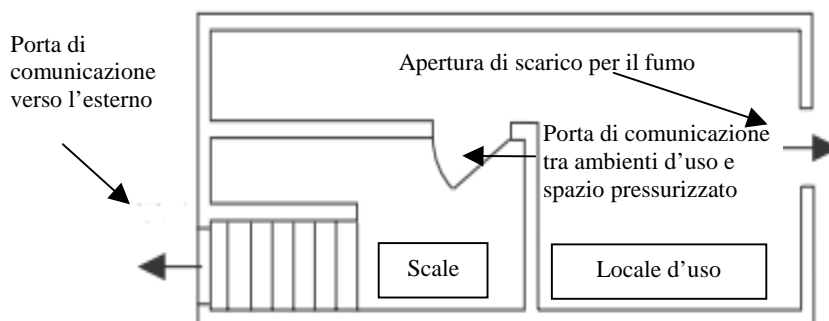 Porta di
comunicazione
verso l’esterno
Apertura di scarico per il fumo
Porta di comunicazione
tra ambienti d’uso e
spazio pressurizzato
Scale
Locale d’uso